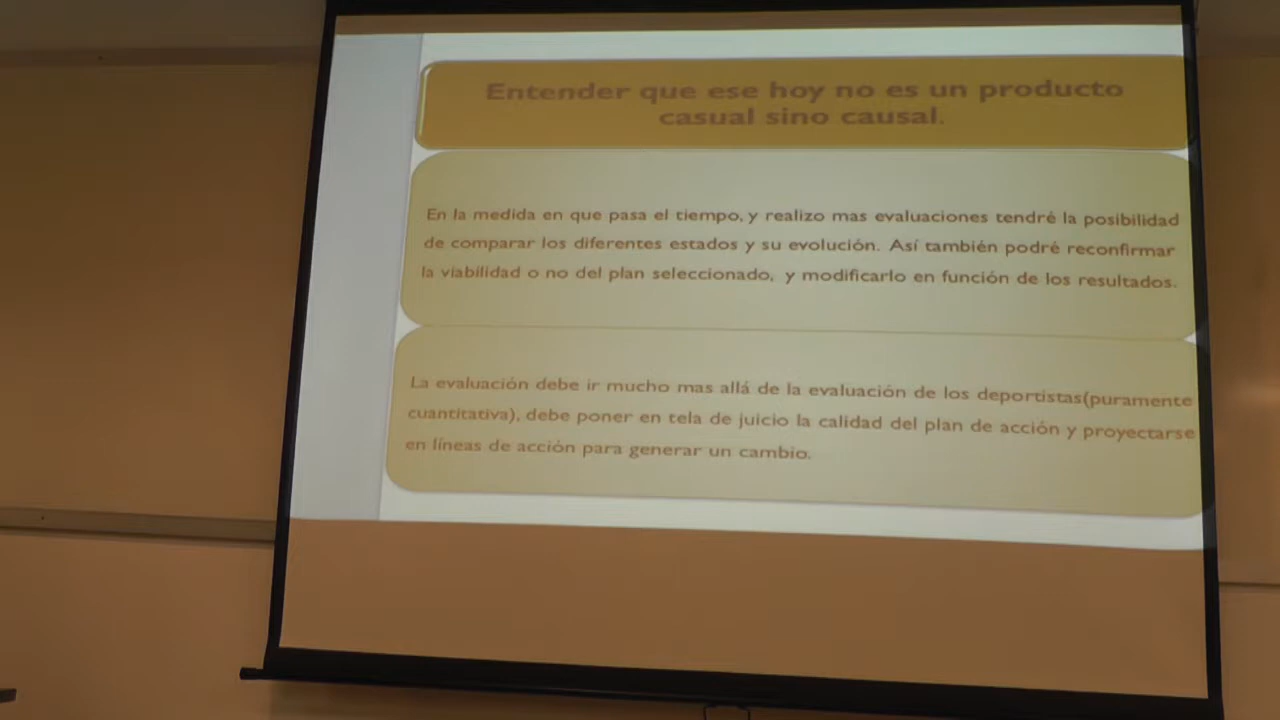 Entender que ese hoy no es un producto
casual sino causal.
En la medida en que pasa el tiempo, y realizo mas evaluaciones tendré la posibilidad
de comparar los diferentes estados y su evolución. Así también podré reconfirmar
la viabilidad o no del plan seleccionado, y modificarlo en función de los resultados.
La evaluación debe ir mucho mas allá de la evaluación de los deportistas(puramente
cuantitativa), debe poner en tela de juicio la calidad del plan de acción y proyectarse
en líneas de acción para generar un cambio.